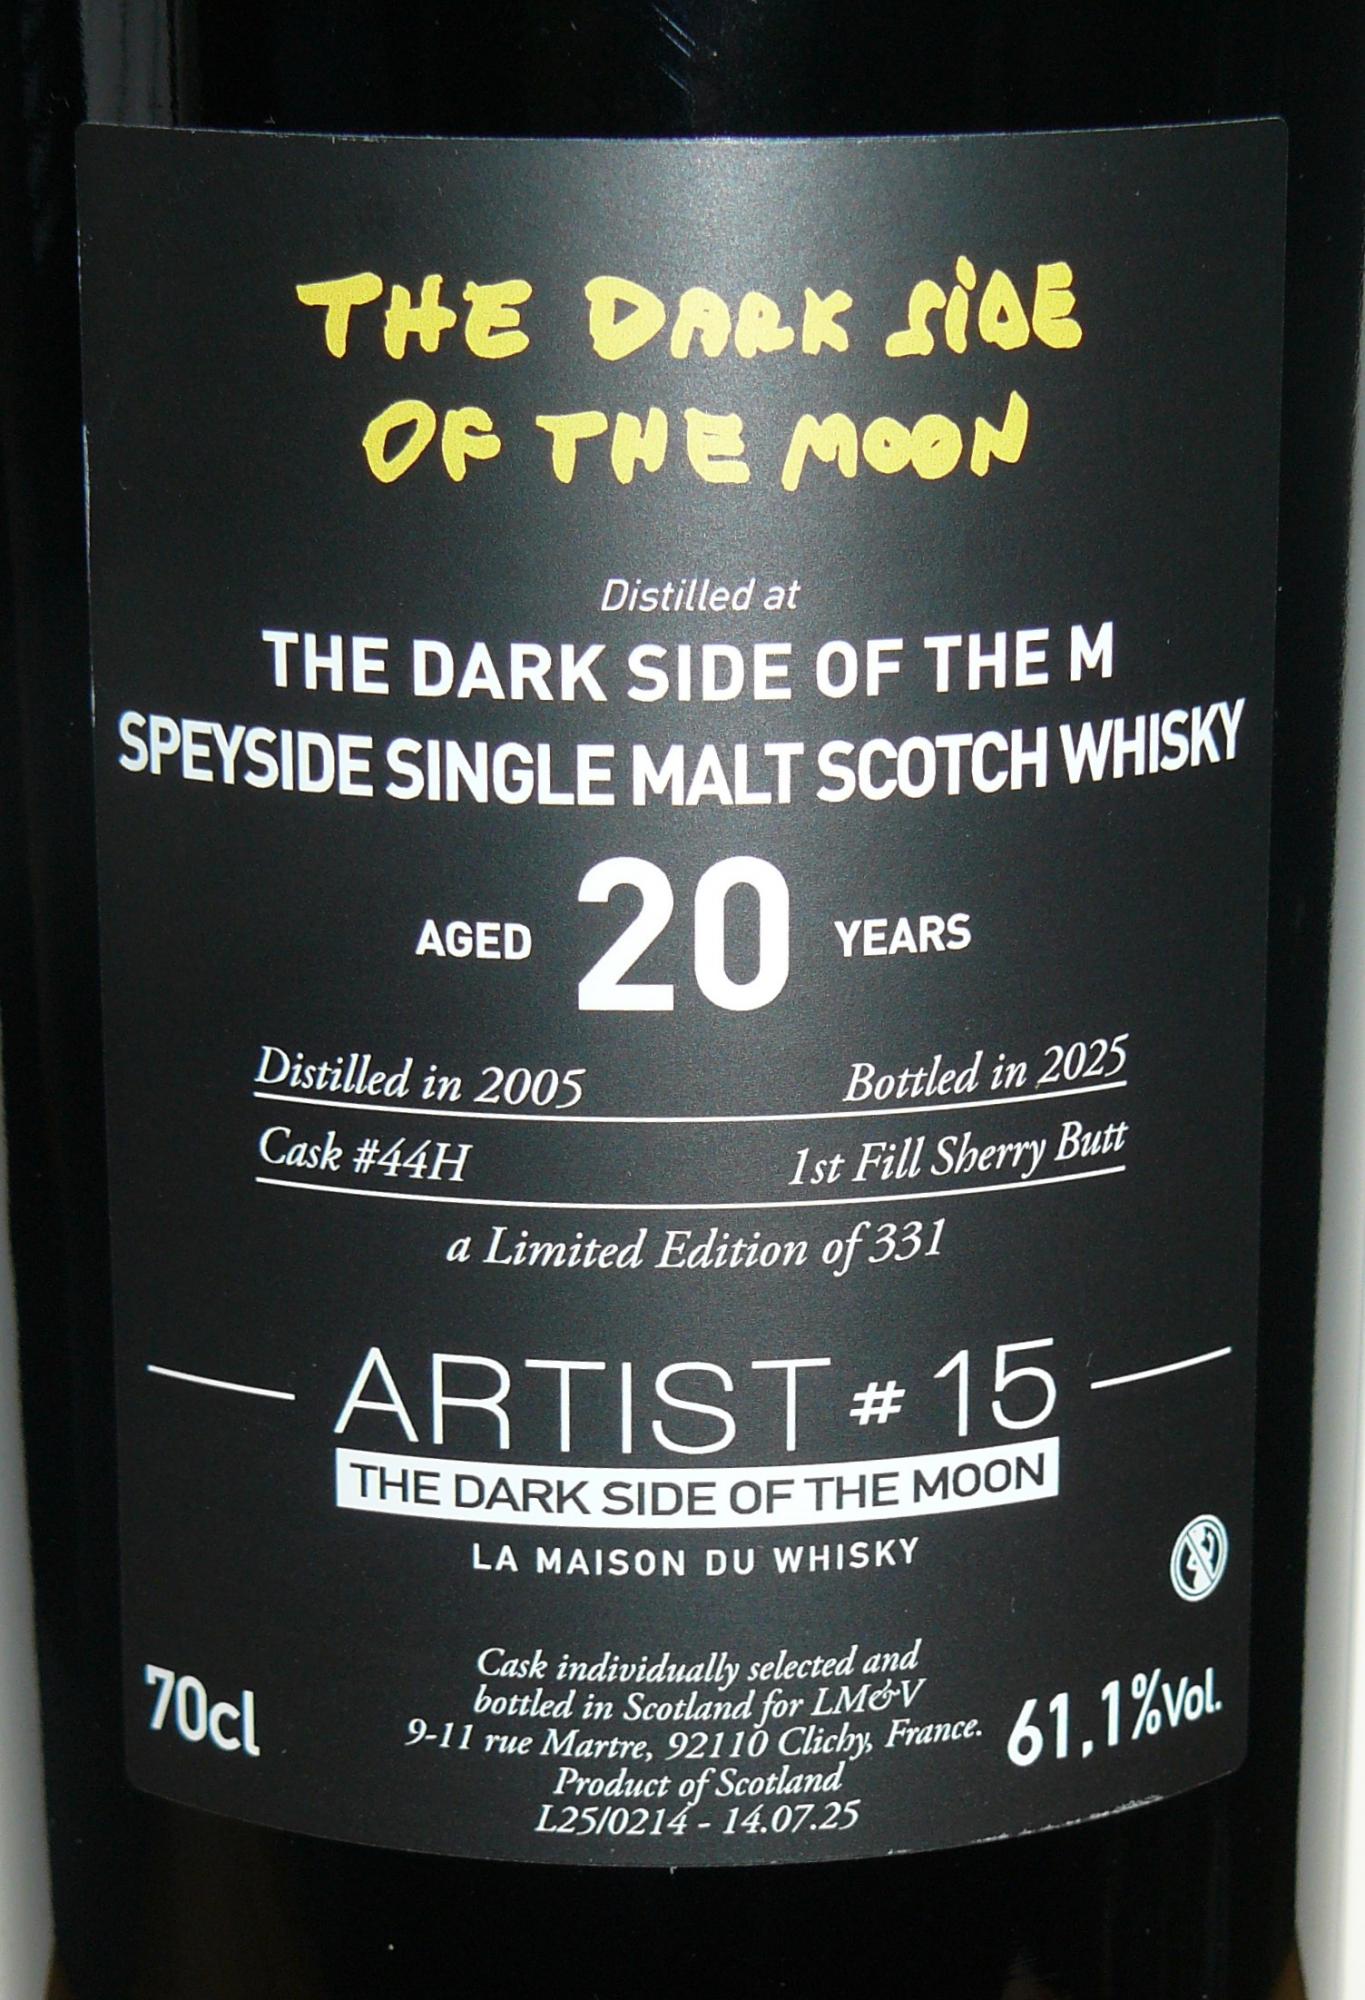 THE DARK SiDE
OF THE MOON
Distilled at
THE DARK SIDE OF THE M
SPEYSIDE SINGLE MALT SCOTCH WHISKY
AGED 20 YEARS
Distilled in 2005 Bottled in 2025
Cask #44H 1st Fill Sherry Butt
a Limited Edition of 331
ARTIST # 15
THE DARK SIDE OF THE MOON
LA MAISON DU WHISKY
Cask individually selected and
bottled in Scotland for LM&V
9-11 rue Martre, 92110 Clichy, France.
Product of Scotland
L25/0214 - 14.07.25
70cl
61,1%Vol.